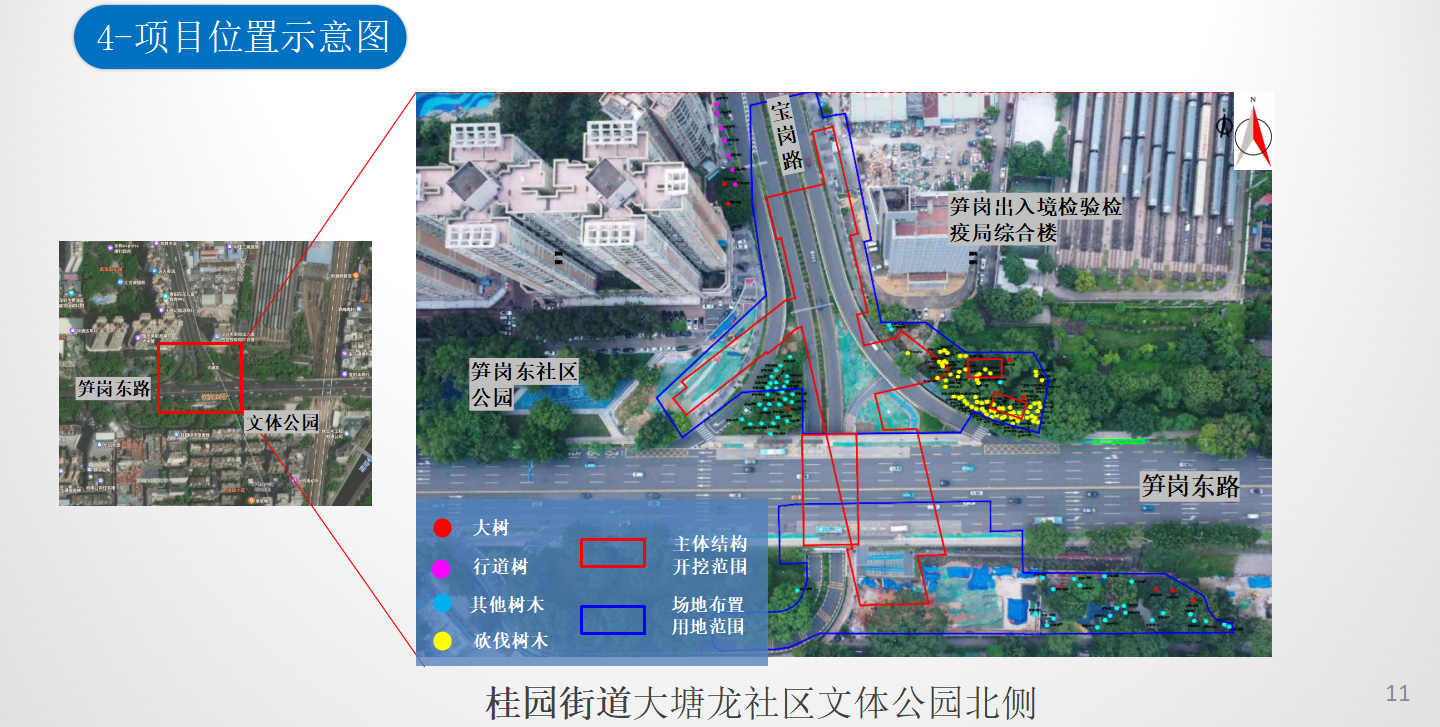 4-项目位置示意图
宝岗路
N
笋岗出入境检验检
疫局综合楼
笋岗东社区
公园
笋岗东路
文体公园
笋岗东路
大树
行道树
其他树木
砍伐树木
主体结构
开挖范围
场地布置
用地范围
桂园街道大塘龙社区文体公园北侧
11